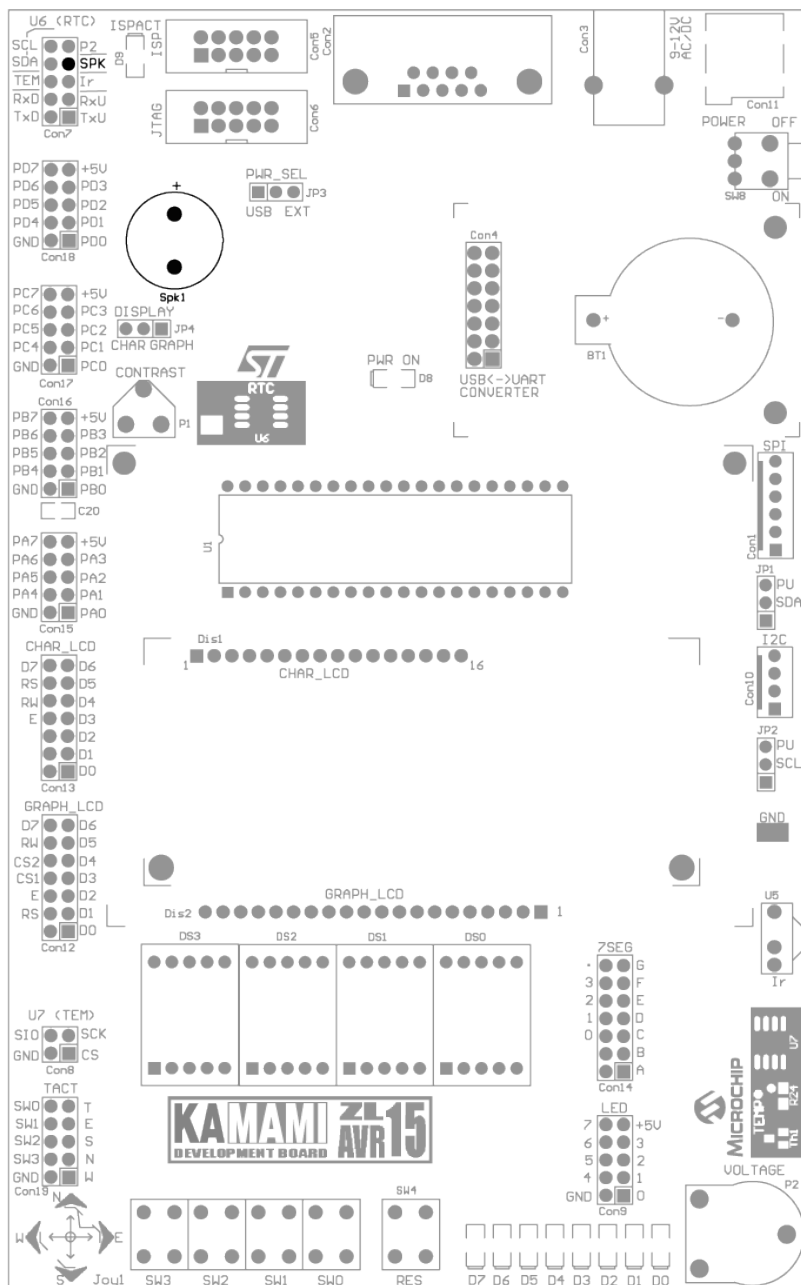 U6 (RTC)
SCL P2
SDA SPK
TEM Ir
RxD RxU
TxD TxU
Con7
ISPACT
D9
ISP
Con5
JTAG
Con6
Con2
Con3
9-12V
AC/DC
Con11
POWER OFF
SW8 ON
PD7 +5V
PD6 PD3
PD5 PD2
PD4 PD1
GND PD0
Con18
+
Spk1
PWR_SEL
JP3
USB EXT
Con4
USB<->UART
CONVERTER
+ -
BT1
PC7 +5V
PC6 PC3
PC5 PC2
PC4 PC1
GND PC0
Con17
DISPLAY
JP4
CHAR GRAPH
CONTRAST
P1
ST
RTC
U6
PWR ON
D8
Con16
PB7 +5V
PB6 PB3
PB5 PB2
PB4 PB1
GND PB0
C20
SPI
Con1
U1
PA7 +5V
PA6 PA3
PA5 PA2
PA4 PA1
GND PA0
Con15
JP1
PU
SDA
I2C
Con10
JP2
PU
SCL
GND
CHAR_LCD
D7 D6
RS D5
RW D4
E D3
D2
D1
D0
Con13
Dis1
1 16
CHAR_LCD
GRAPH_LCD
D7 D6
RW D5
CS2 D4
CS1 D3
E D2
RS D1
D0
Con12
GRAPH_LCD
Dis2 1
DS3 DS2 DS1 DS0
U5
Ir
7SEG
. G
3 F
2 E
1 D
0 C
B
A
Con14
U7 (TEM)
SIO SCK
GND CS
Con8
TACT
SW0 T
SW1 E
SW2 S
SW3 N
GND W
Con19
KAMAMI ZL
AVR 15
DEVELOPMENT BOARD
MICROCHIP
U7
TEMP
R24
Th1
LED
7 +5V
6 3
5 2
4 1
GND 0
Con9
VOLTAGE
P2
N
W E
S Jou1
SW4
SW3 SW2 SW1 SW0 RES
D7 D6 D5 D4 D3 D2 D1 D0